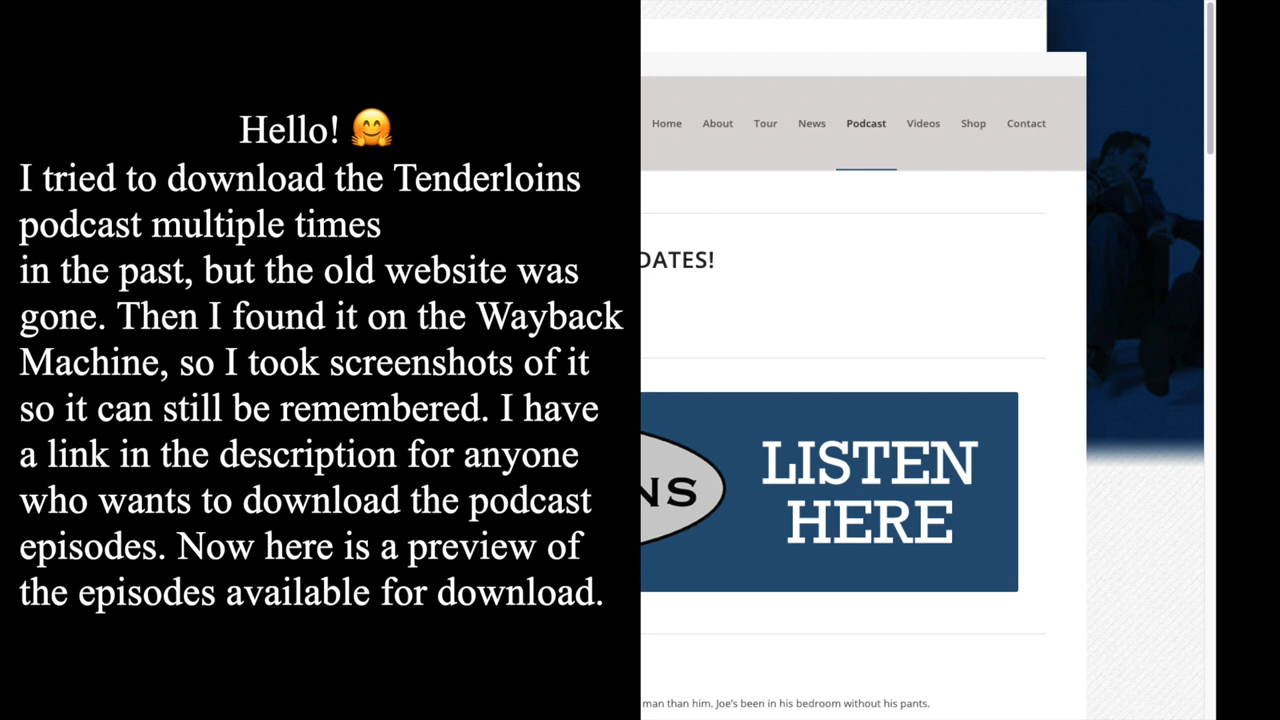 Hello! 🤗
I tried to download the Tenderloins
podcast multiple times
in the past, but the old website was
gone. Then I found it on the Wayback
Machine, so I took screenshots of it
so it can still be remembered. I have
a link in the description for anyone
who wants to download the podcast
episodes. Now here is a preview of
the episodes available for download.
Home About Tour News Podcast Videos Shop Contact
DATES!
NS
LISTEN
HERE
man than him. Joe's been in his bedroom without his pants.